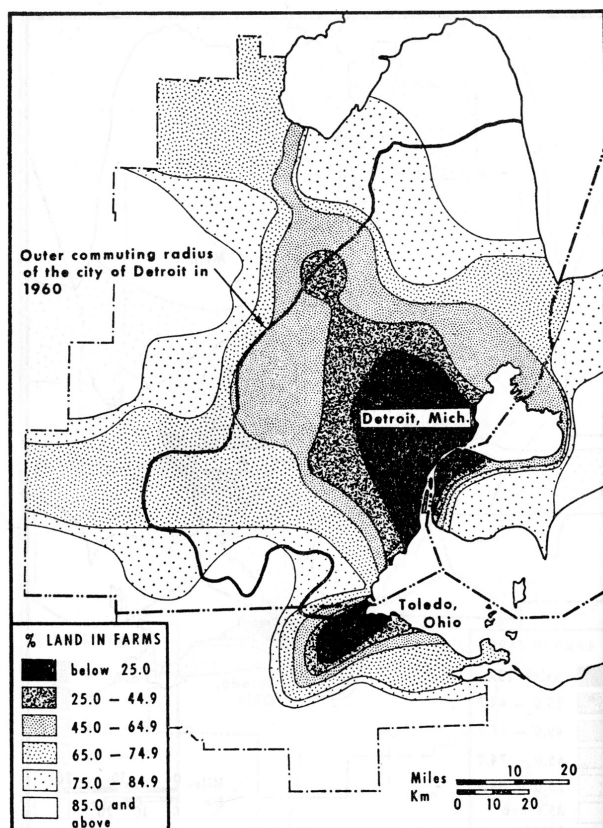 Outer commuting radius
of the city of Detroit in
1960
Detroit, Mich.
Toledo,
Ohio
% LAND IN FARMS
below 25.0
25.0 — 44.9
45.0 — 64.9
65.0 — 74.9
75.0 — 84.9
85.0 and
above
Miles 10 20
Km 0 10 20